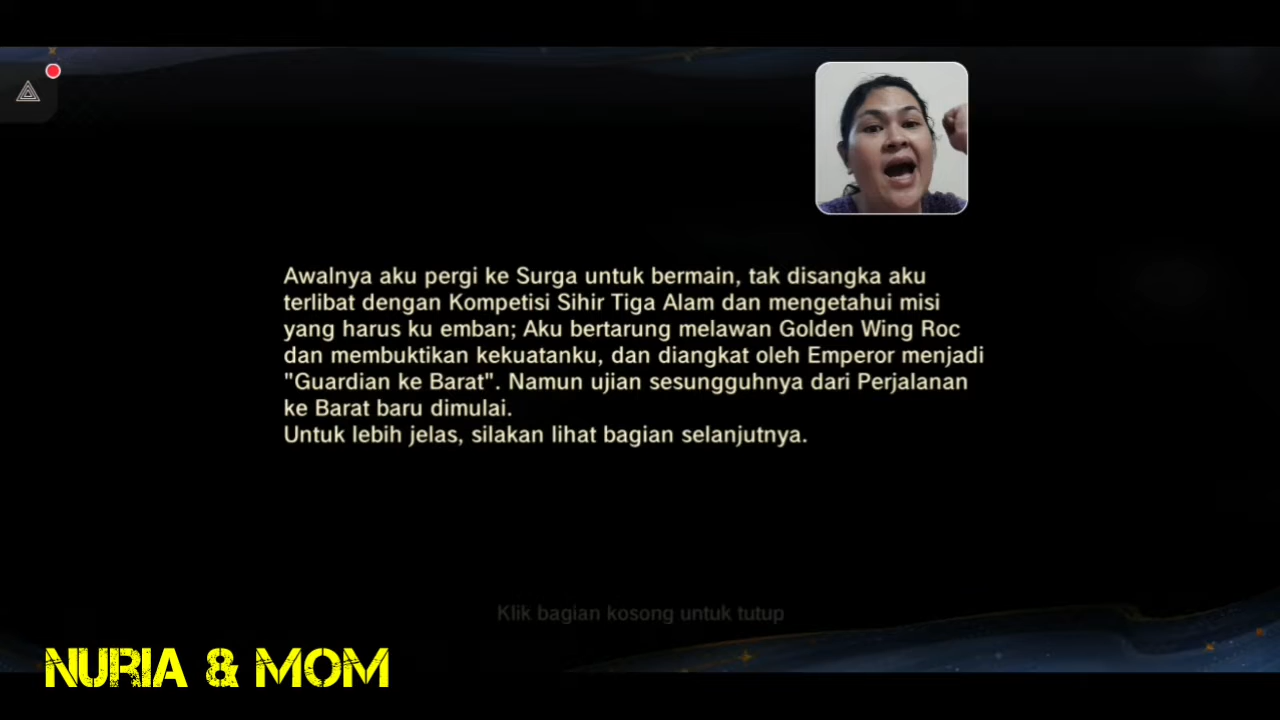 Awalnya aku pergi ke Surga untuk bermain, tak disangka aku
terlibat dengan Kompetisi Sihir Tiga Alam dan mengetahui misi
yang harus ku emban; Aku bertarung melawan Golden Wing Roc
dan membuktikan kekuatanku, dan diangkat oleh Emperor menjadi
"Guardian ke Barat". Namun ujian sesungguhnya dari Perjalanan
ke Barat baru dimulai.
Untuk lebih jelas, silakan lihat bagian selanjutnya.
Klik bagian kosong untuk tutup
NURIA & MOM